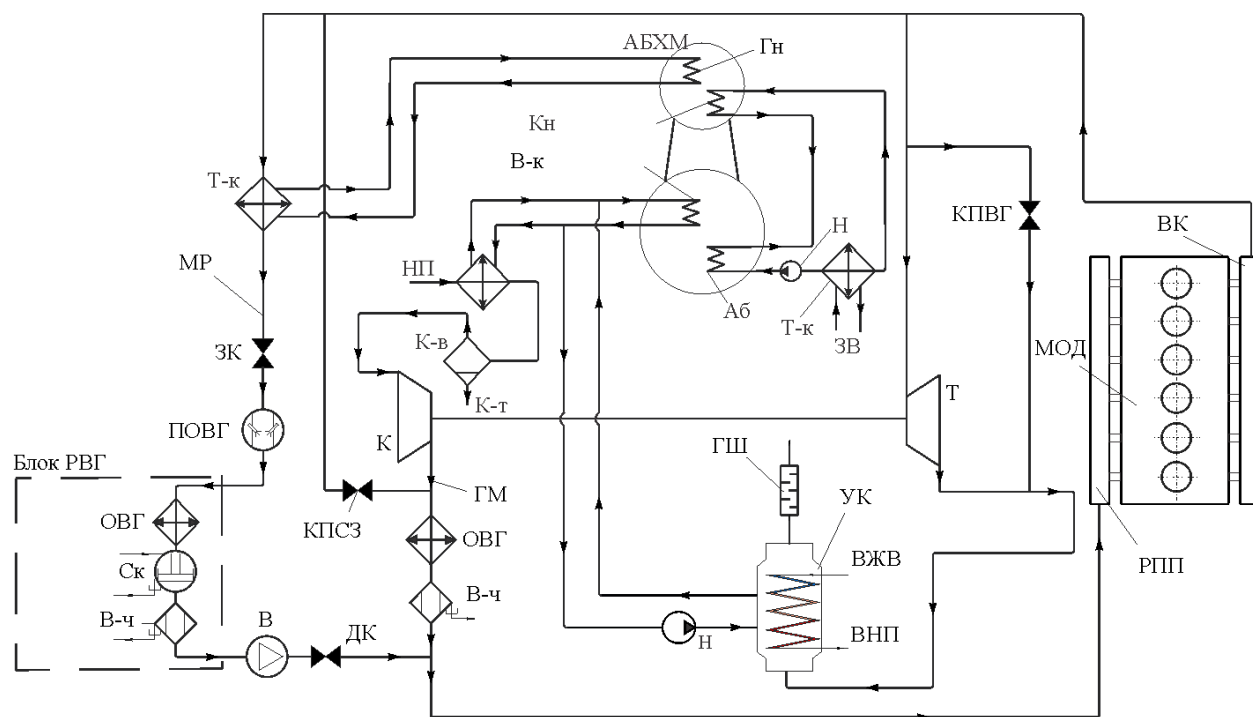 АБХМ
Гн
Кн
В-к
Т-к
КПВГ
ВК
Н
НП
МР
Аб
Т-к
ЗВ
К-в
ЗК
МОД
К-т
Т
ПОВГ
К
Блок РВГ
ГШ
УК
ГМ
КПСЗ
ОВГ
ОВГ
ВЖВ
РПП
Ск
В-ч
В-ч
В
ДК
Н
ВНП